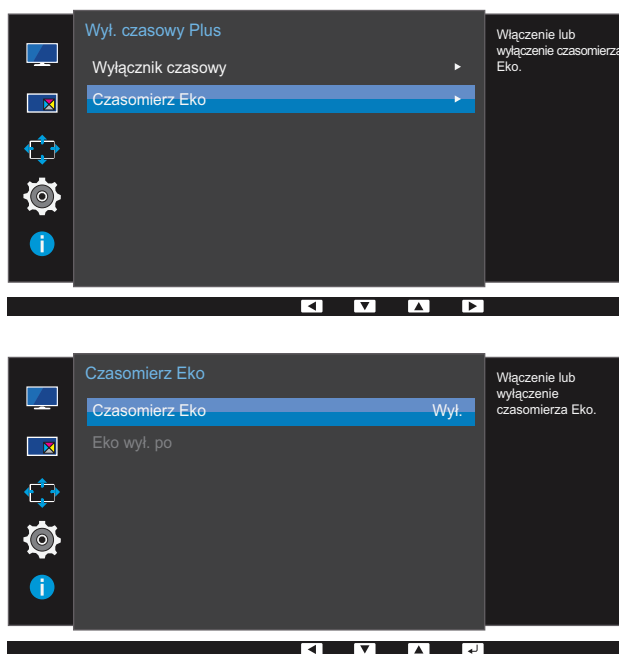 Wył. czasowy Plus
Wyłącznik czasowy
Czasomierz Eko
Włączenie lub
wyłączenie czasomierza
Eko.
Czasomierz Eko
Czasomierz Eko Wył.
Eko wył. po
Włączenie lub
wyłączenie
czasomierza Eko.